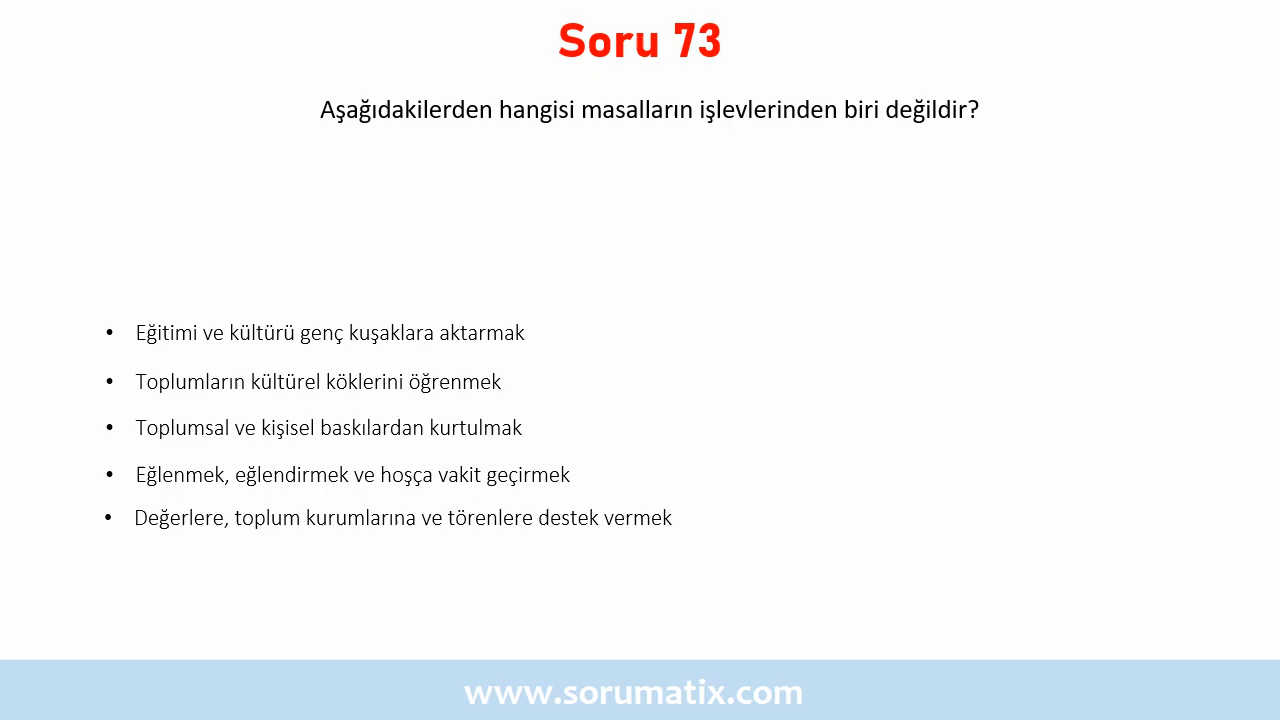 Soru 73
Aşağıdakilerden hangisi masalların işlevlerinden biri değildir?
• Eğitimi ve kültürü genç kuşaklara aktarmak
• Toplumların kültürel köklerini öğrenmek
• Toplumsal ve kişisel baskılardan kurtulmak
• Eğlenmek, eğlendirmek ve hoşça vakit geçirmek
• Değerlere, toplum kurumlarına ve törenlere destek vermek
www.sorumatix.com